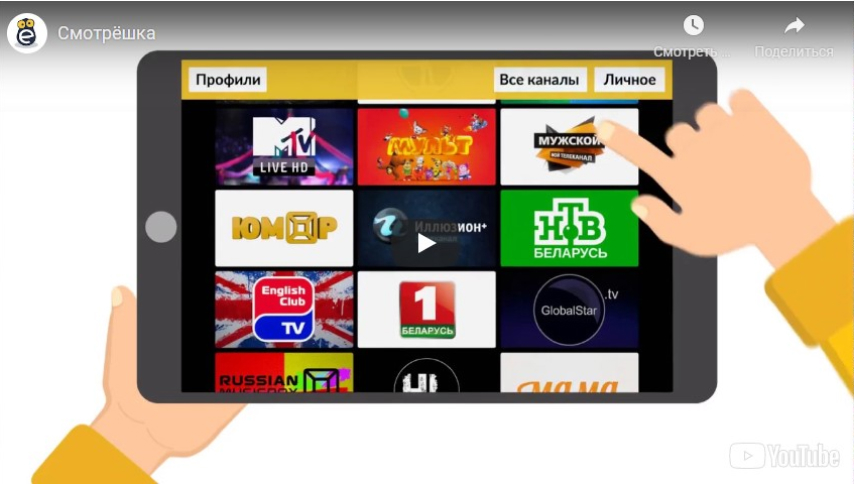 Смотрёшка
Смотреть...
Поделиться
Профили
Все каналы
Личное
MTV
LIVE HD
МУЛЬТ
МУЖСКОЙ
ЮМОР
Иллюзион+
НТВ
БЕЛАРУСЬ
English
Club
TV
1
БЕЛАРУСЬ
GlobalStar
.tv
RUSSIAN
MUSICBOX
мама
YouTube